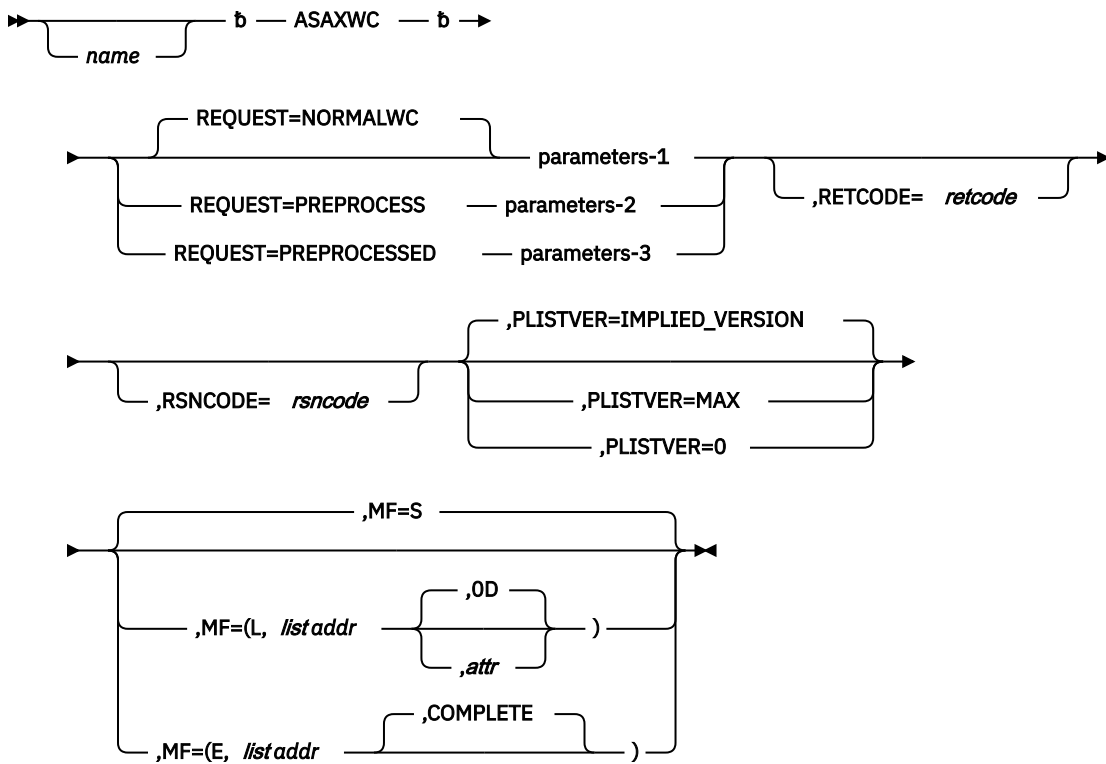 ƀ ASAXWC ƀ
name
REQUEST=NORMALWC
parameters-1
,RETCODE= retcode
REQUEST=PREPROCESS parameters-2
REQUEST=PREPROCESSED parameters-3
,PLISTVER=IMPLIED_VERSION
,RSNCODE= rsncode
,PLISTVER=MAX
,PLISTVER=0
,MF=S
,0D
,MF=(L, list addr )
,attr
,COMPLETE
,MF=(E, list addr )